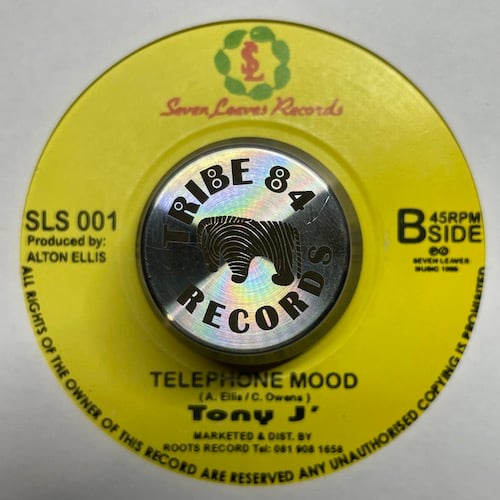 SL
Seven Leaves Records
TRIBE 84
RECORDS
SLS 001
Produced by:
ALTON ELLIS
B 45RPM
SIDE
SEVEN LEAVES
MUSIC 1985
TELEPHONE MOOD
( A. Ellis / C. Owens )
Tony J'
MARKETED & DIST. BY
ROOTS RECORD Tel: 081 908 1658
ALL RIGHTS OF THE OWNER OF THIS RECORD ARE RESERVED ANY UNAUTHORISED COPYING IS PROHIBITED